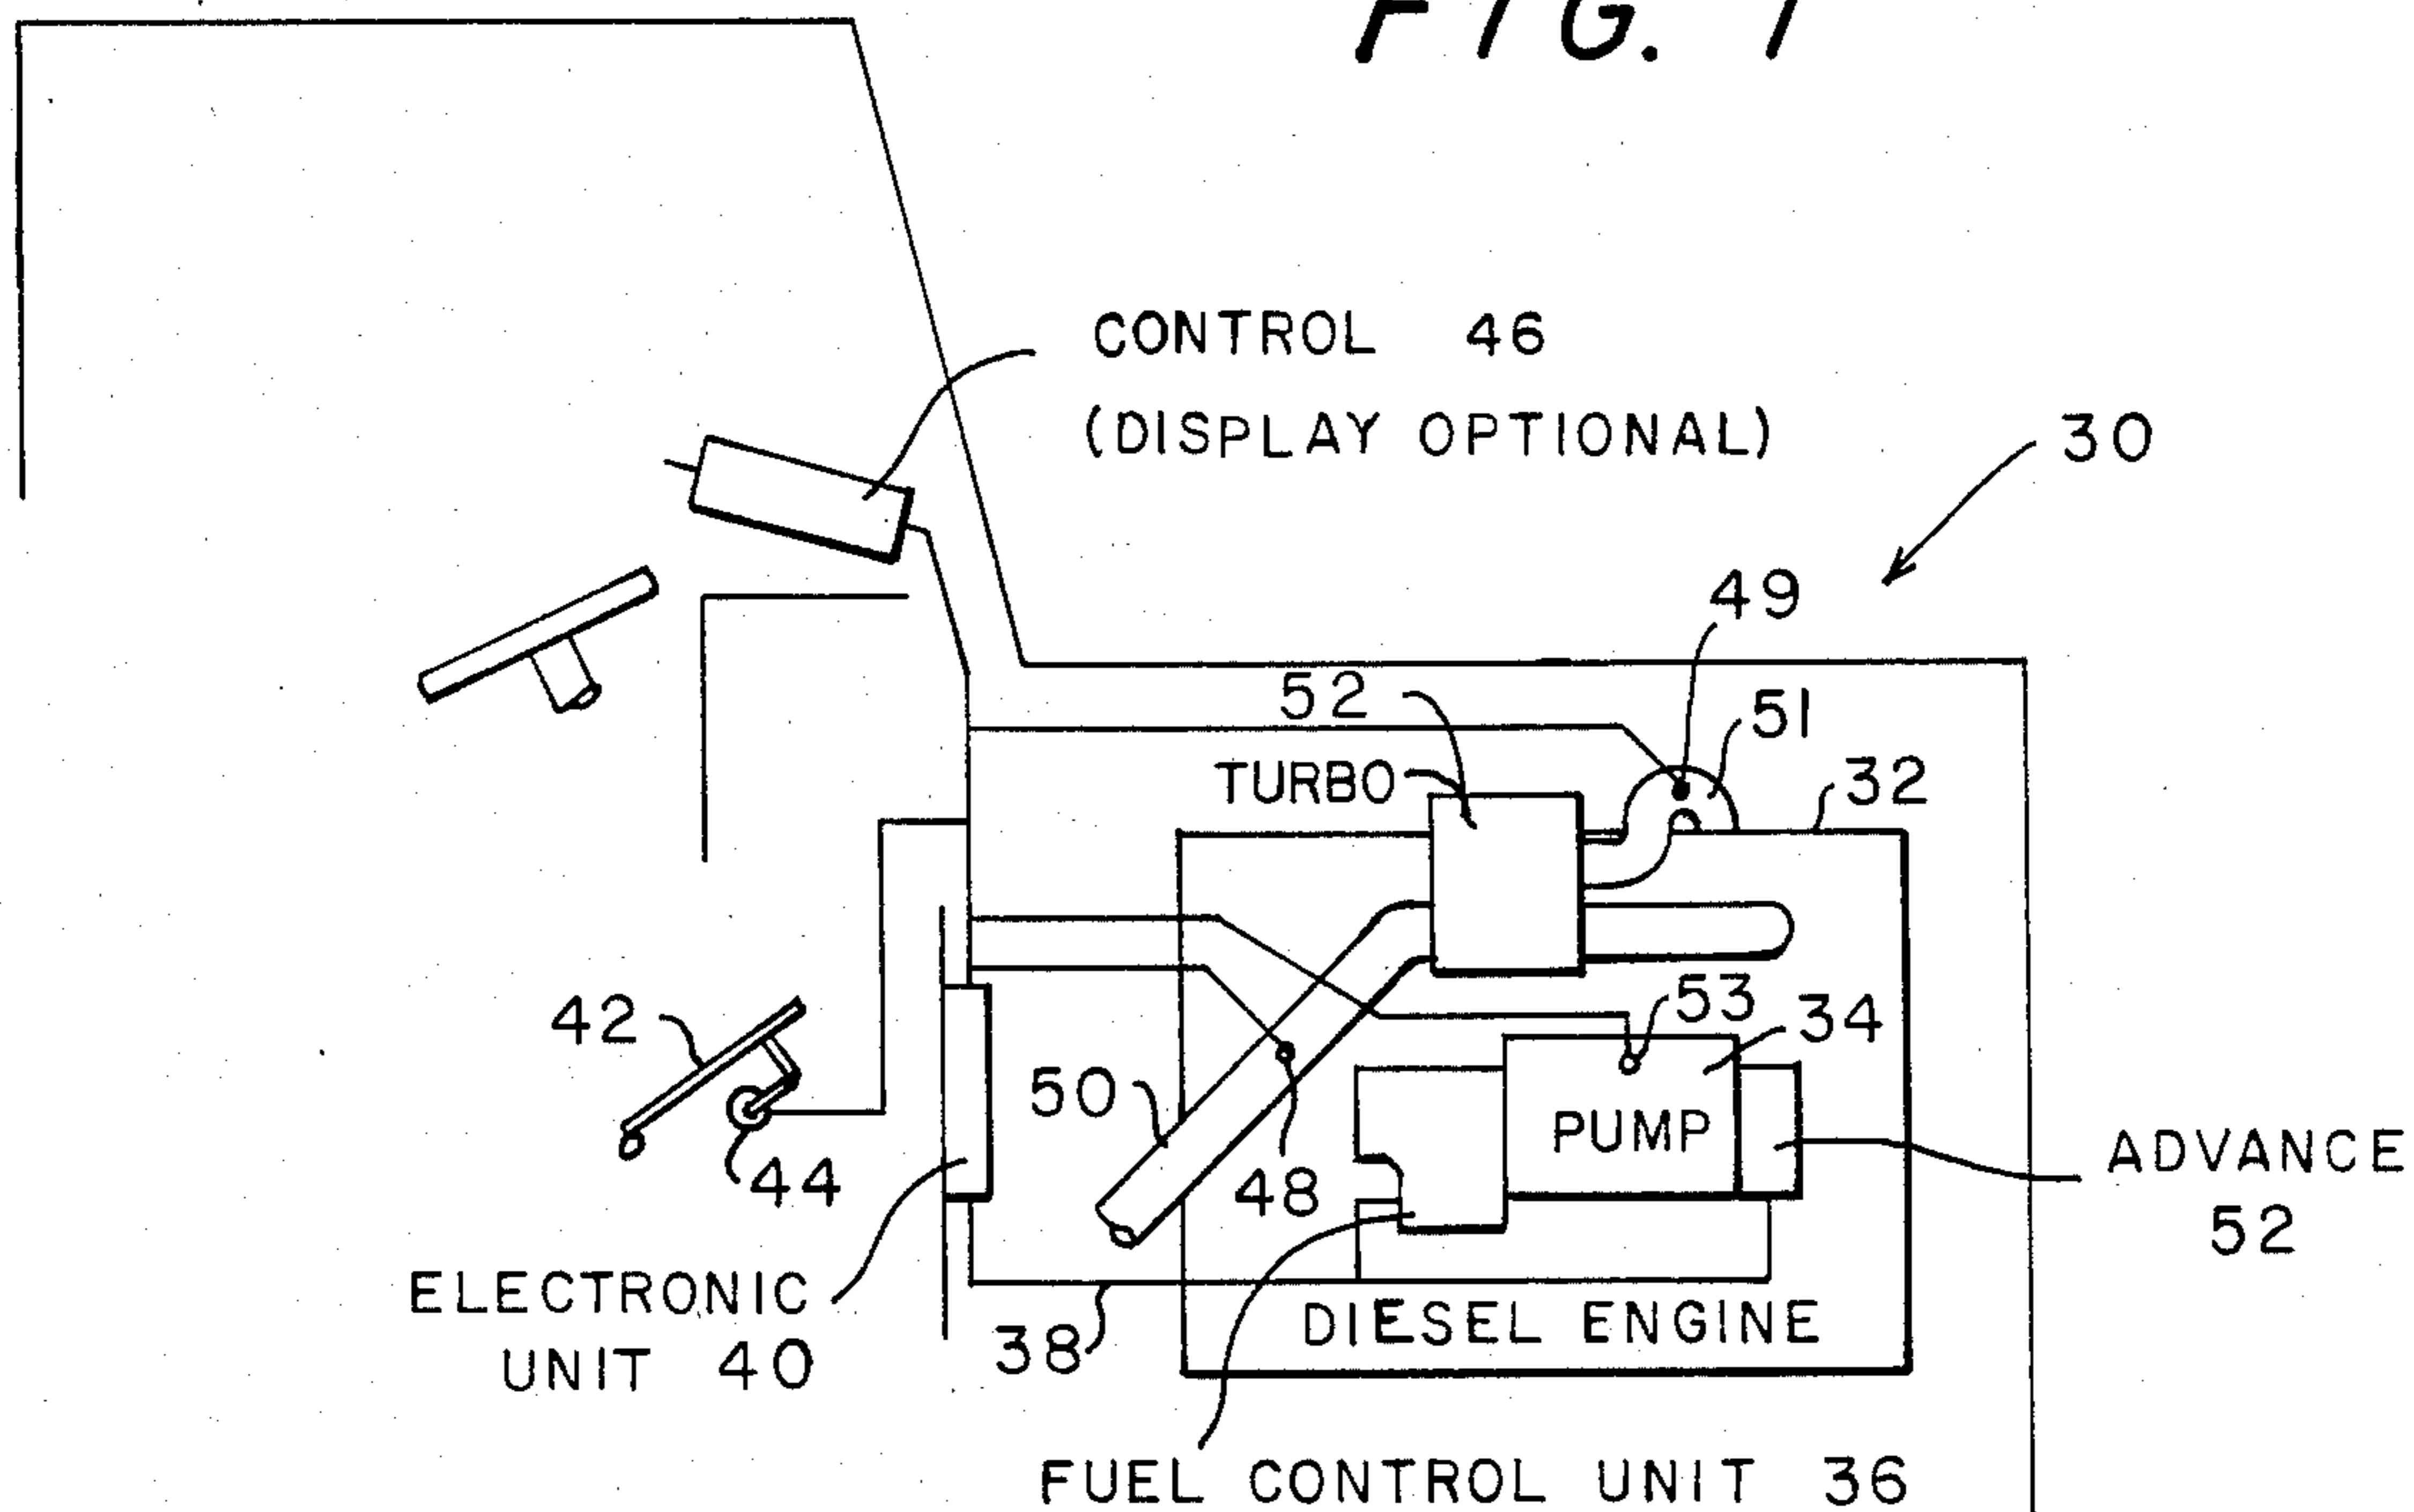 FIG. 1
CONTROL 46
(DISPLAY OPTIONAL)
30
49
52
51
TURBO
32
42
53
34
50
PUMP
44
48
ADVANCE
52
ELECTRONIC
UNIT 40
38
DIESEL ENGINE
FUEL CONTROL UNIT 36